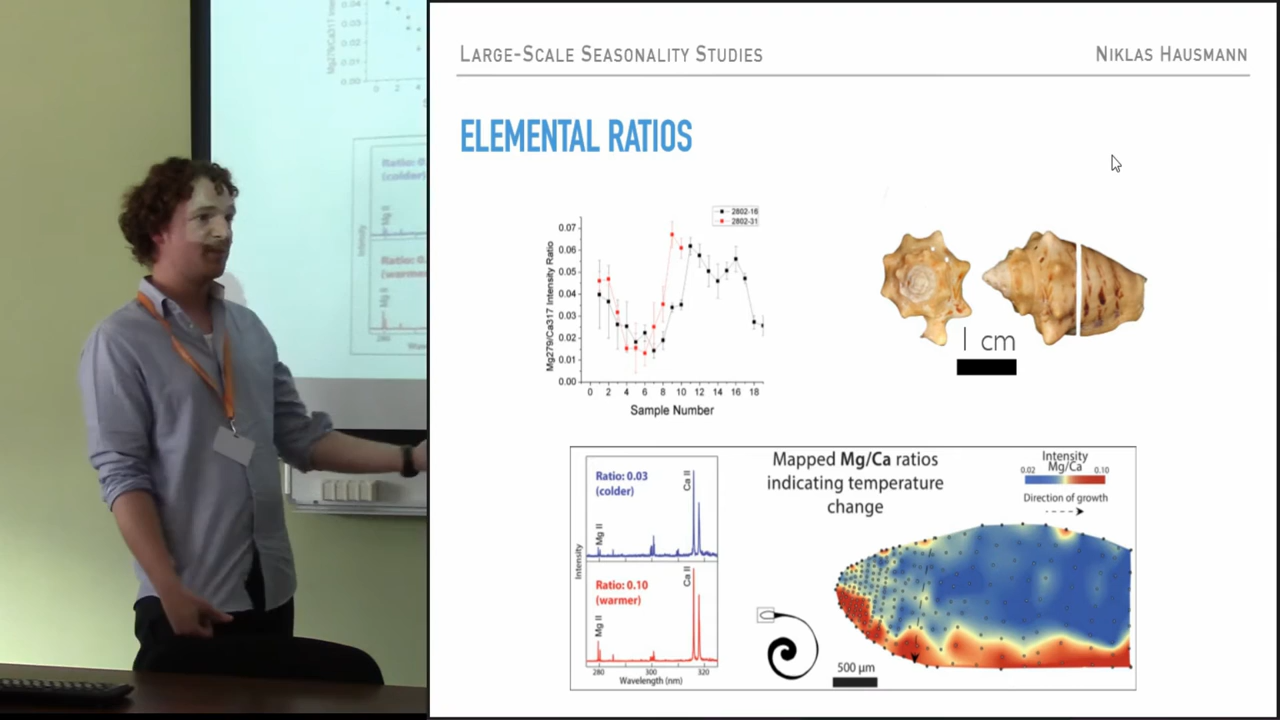 LARGE-SCALE SEASONALITY STUDIES
NIKLAS HAUSMANN
ELEMENTAL RATIOS
2802-16
2802-31
Mg279/Ca317 Intensity Ratio
0.07
0.06
0.05
0.04
0.03
0.02
0.01
0.00
0 2 4 6 8 10 12 14 16 18
Sample Number
1 cm
Ratio: 0.03
(colder)
Ca II
Mg II
Intensity
Ratio: 0.10
(warmer)
Ca II
Mg II
280 300 320
Wavelength (nm)
Mapped Mg/Ca ratios
indicating temperature
change
Intensity
Mg/Ca
0.02 0.10
Direction of growth
500 µm